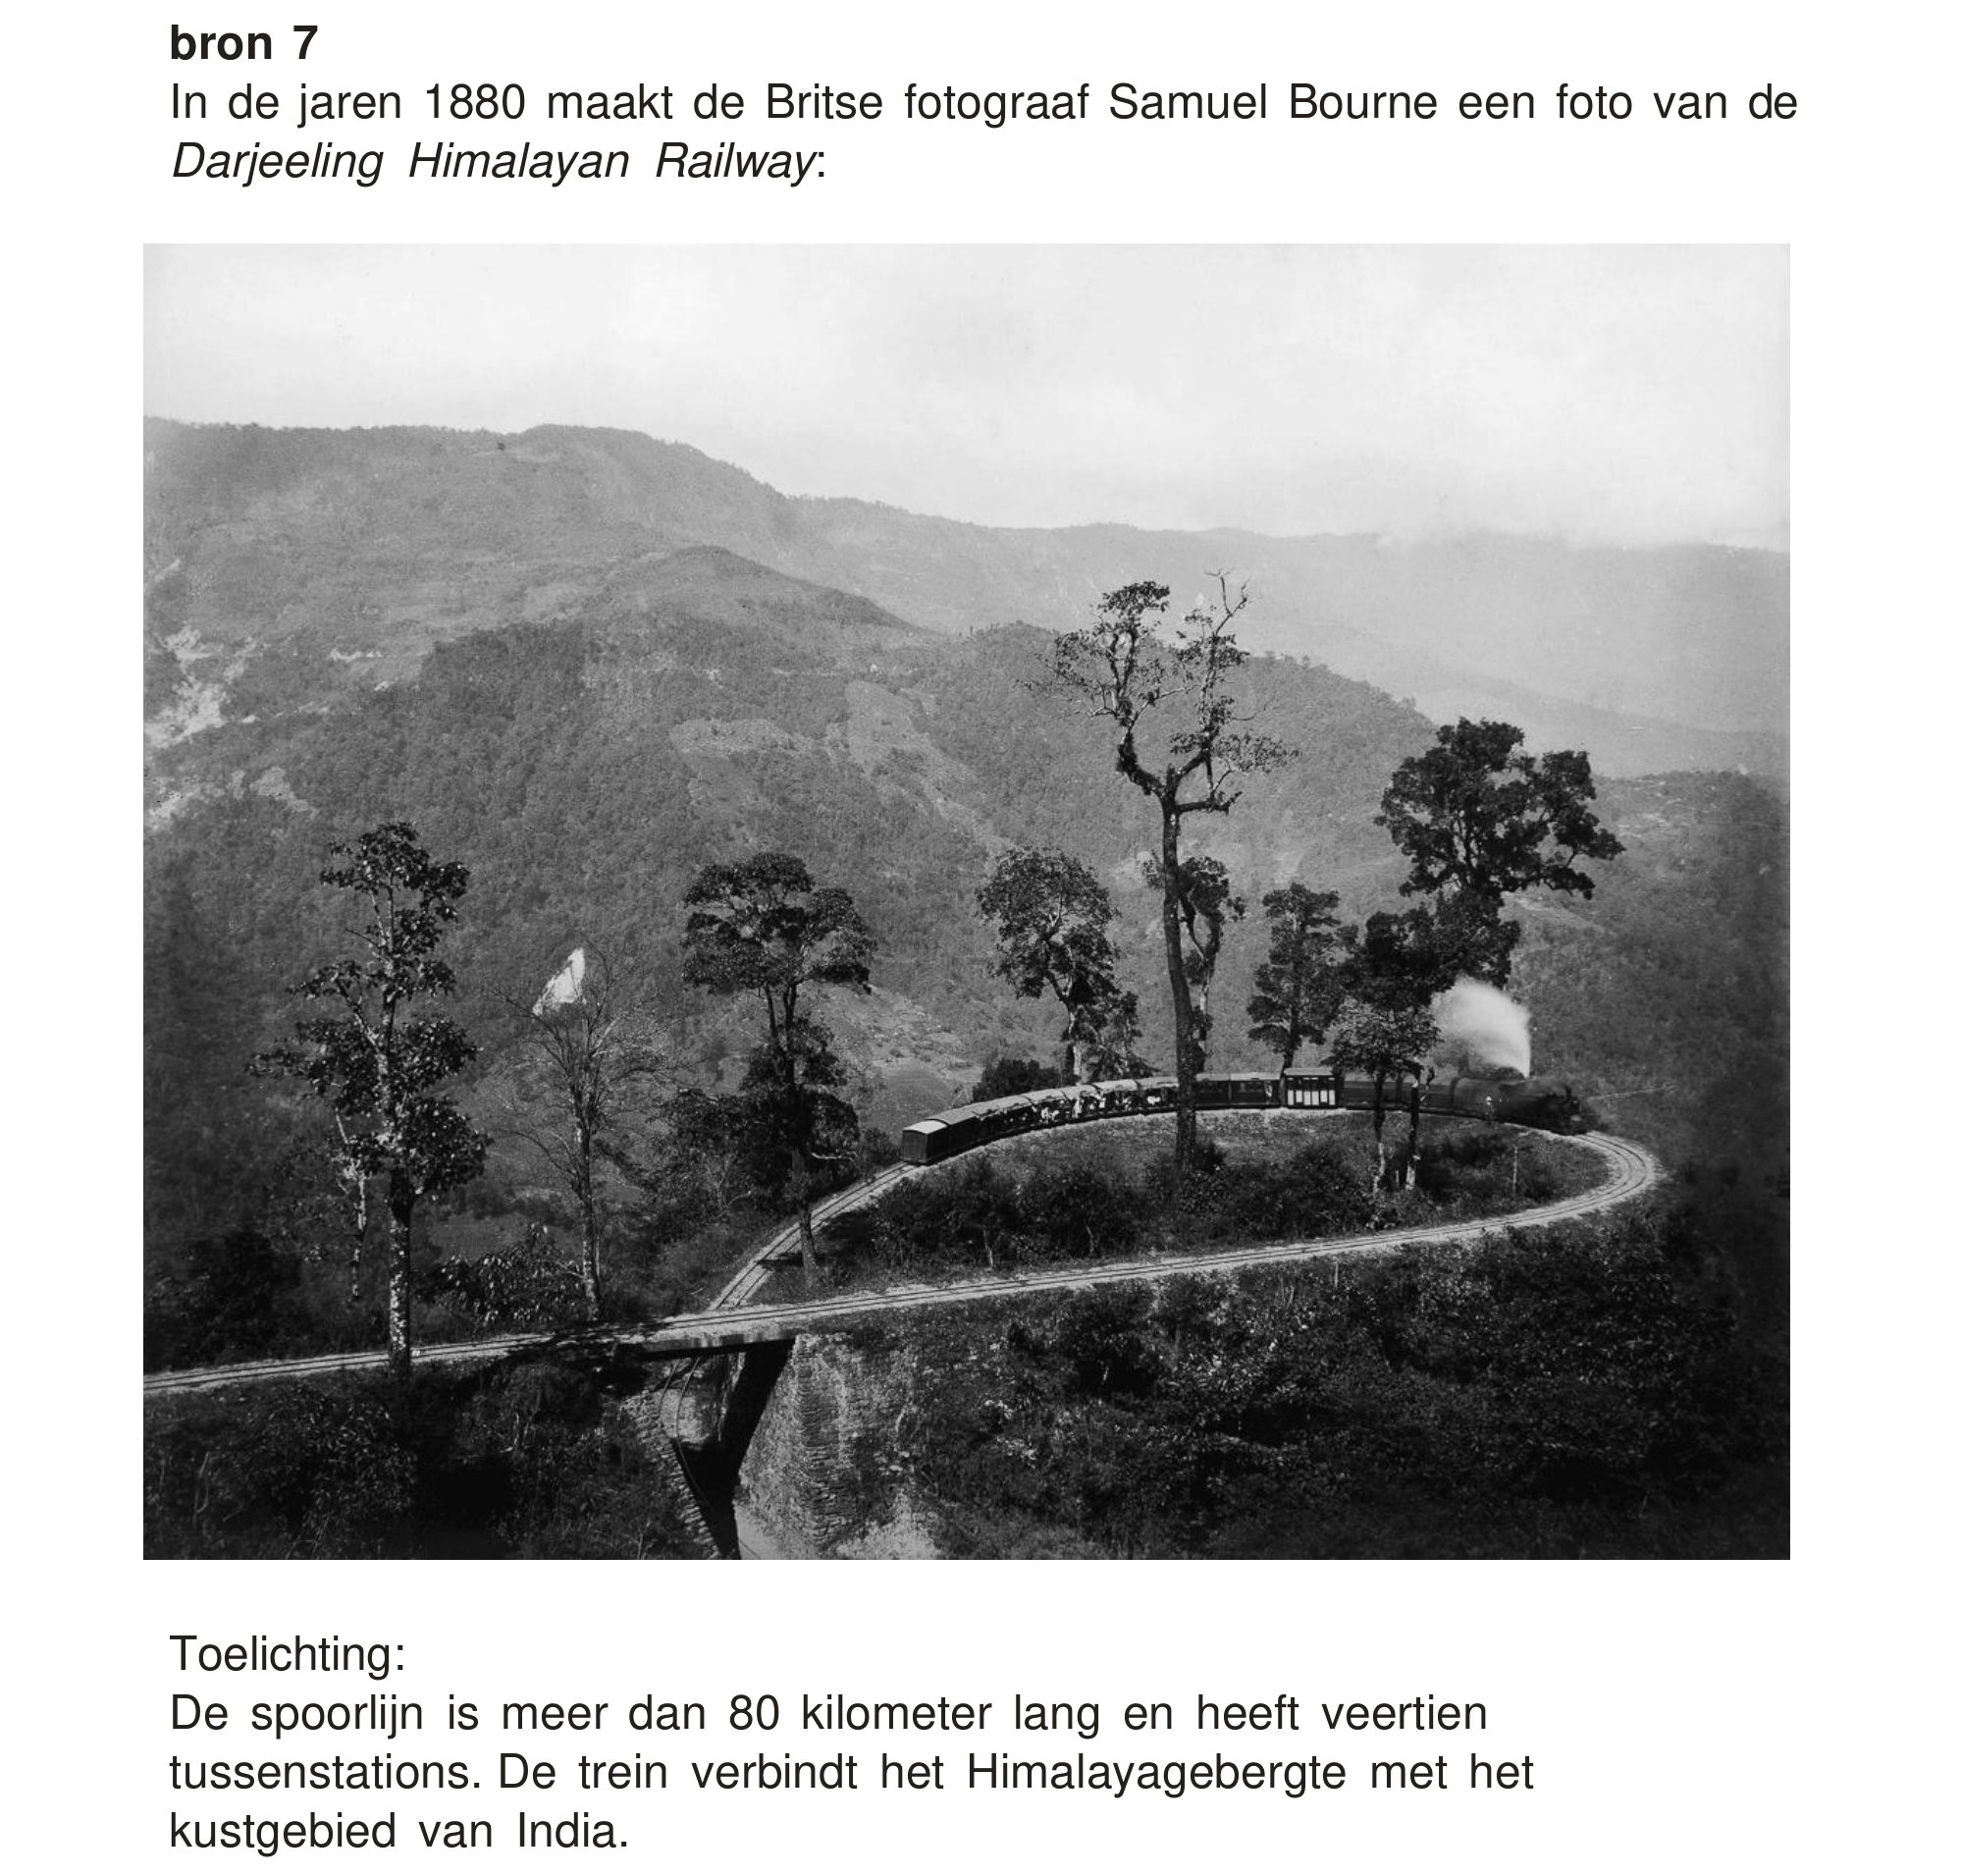 bron 7
In de jaren 1880 maakt de Britse fotograaf Samuel Bourne een foto van de
Darjeeling Himalayan Railway:
Toelichting:
De spoorlijn is meer dan 80 kilometer lang en heeft veertien
tussenstations. De trein verbindt het Himalayagebergte met het
kustgebied van India.